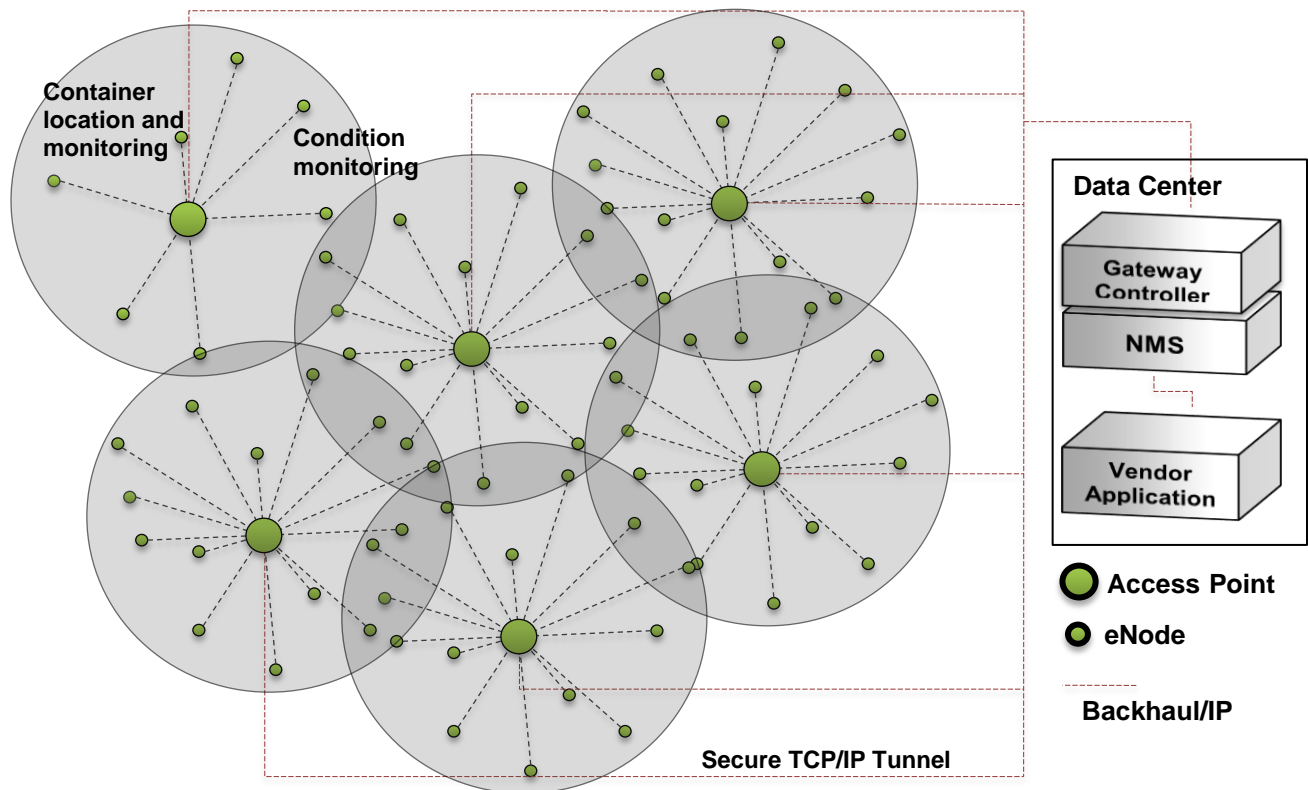 Container
location and
monitoring
Condition
monitoring
Data Center
Gateway
Controller
NMS
Vendor
Application
Access Point
eNode
Backhaul/IP
Secure TCP/IP Tunnel